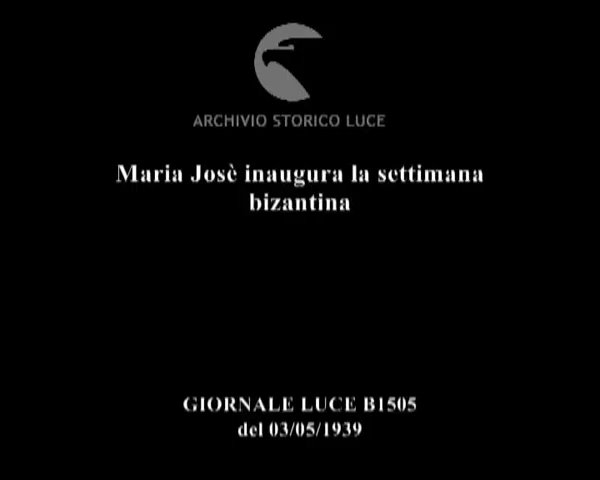 ARCHIVIO STORICO LUCE
Maria Josè inaugura la settimana
bizantina
GIORNALE LUCE B1505
del 03/05/1939